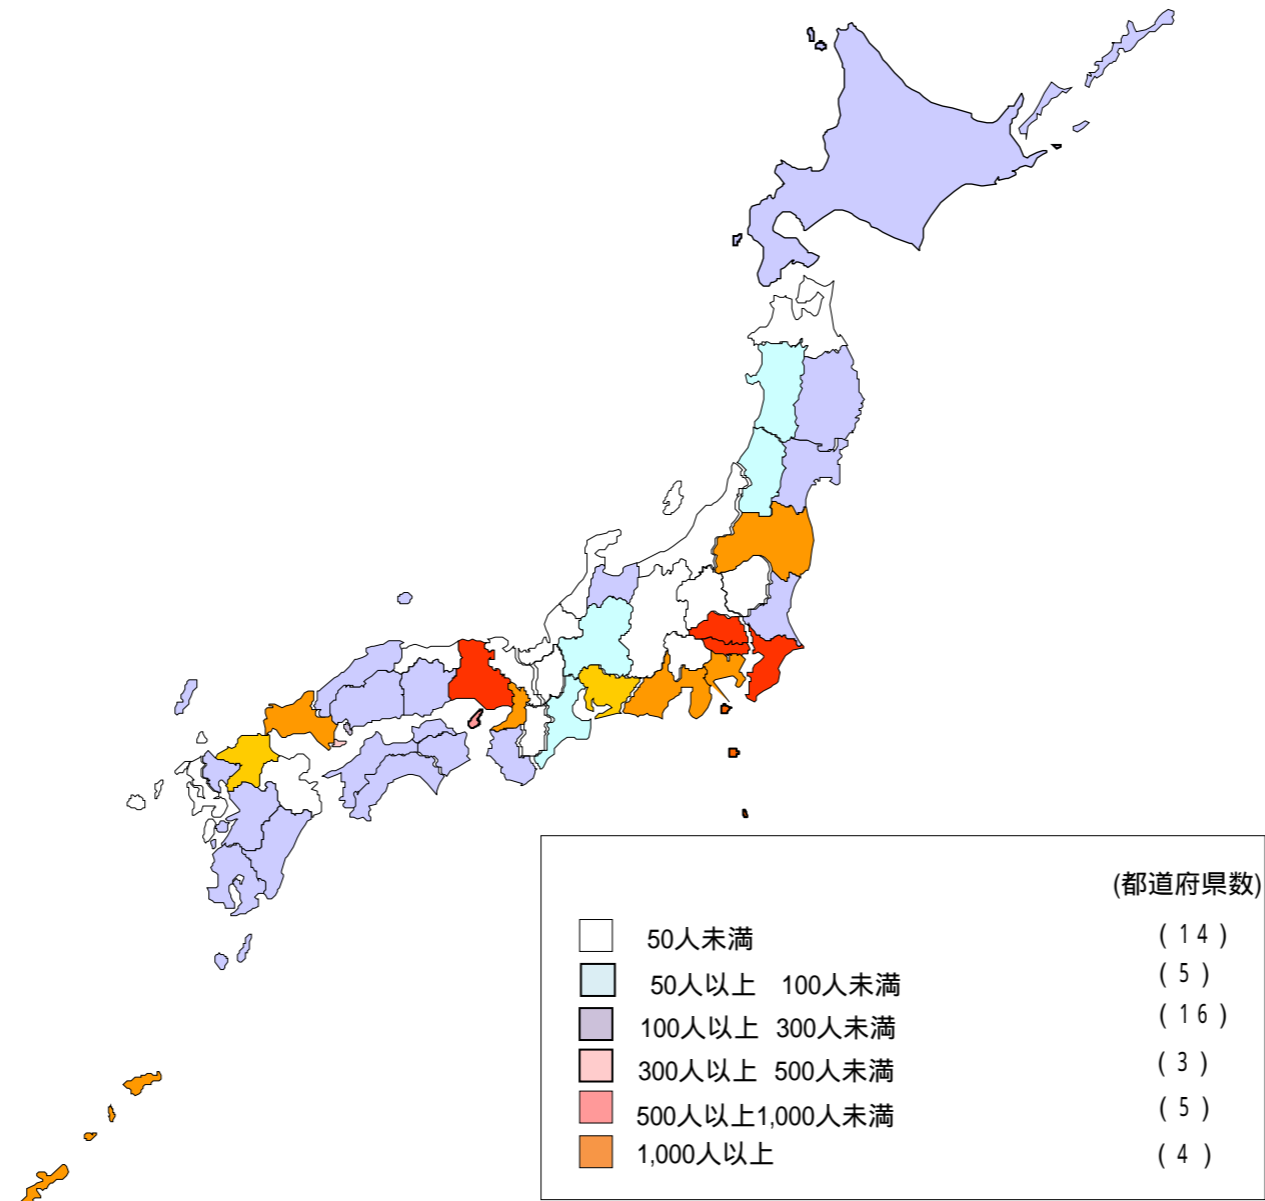 (都道府県数)
50人未満 (14)
50人以上 100人未満 (5)
100人以上 300人未満 (16)
300人以上 500人未満 (3)
500人以上1,000人未満 (5)
1,000人以上 (4)